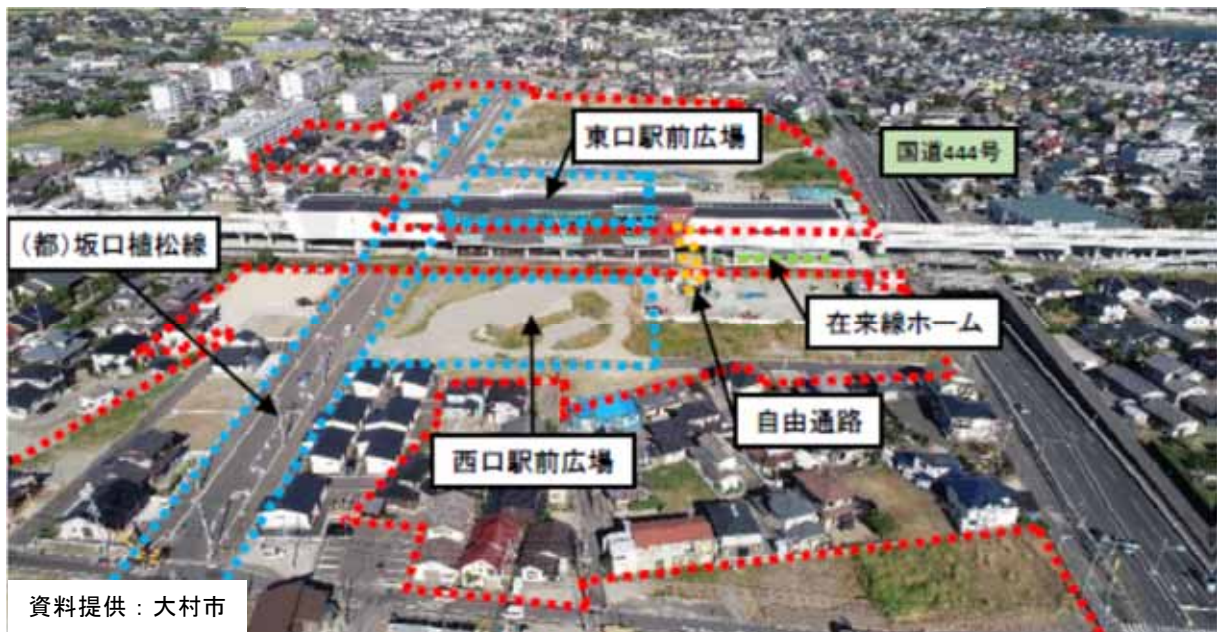 東口駅前広場
国道444号
(都)坂口植松線
在来線ホーム
自由通路
西口駅前広場
資料提供：大村市